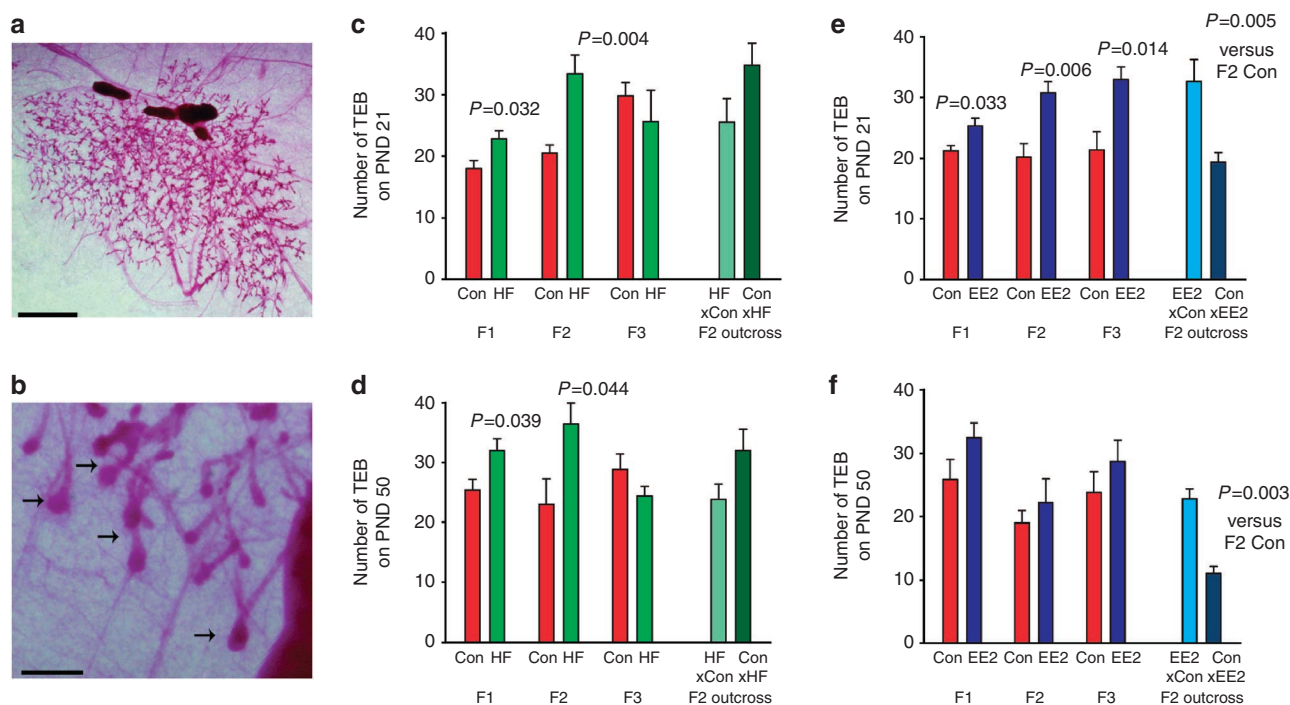 a
b
c
Number of TEB
on PND 21
40
30
20
10
0
P=0.032
P=0.004
Con HF Con HF Con HF HF Con
xCon xHF
F1 F2 F3 F2 outcross
d
Number of TEB
on PND 50
40
30
20
10
0
P=0.039
P=0.044
Con HF Con HF Con HF HF Con
xCon xHF
F1 F2 F3 F2 outcross
e
Number of TEB
on PND 21
40
30
20
10
0
P=0.033
P=0.006
P=0.014
P=0.005
versus
F2 Con
Con EE2 Con EE2 Con EE2 EE2 Con
xCon xEE2
F1 F2 F3 F2 outcross
f
Number of TEB
on PND 50
40
30
20
10
0
P=0.003
versus
F2 Con
Con EE2 Con EE2 Con EE2 EE2 Con
xCon xEE2
F1 F2 F3 F2 outcross